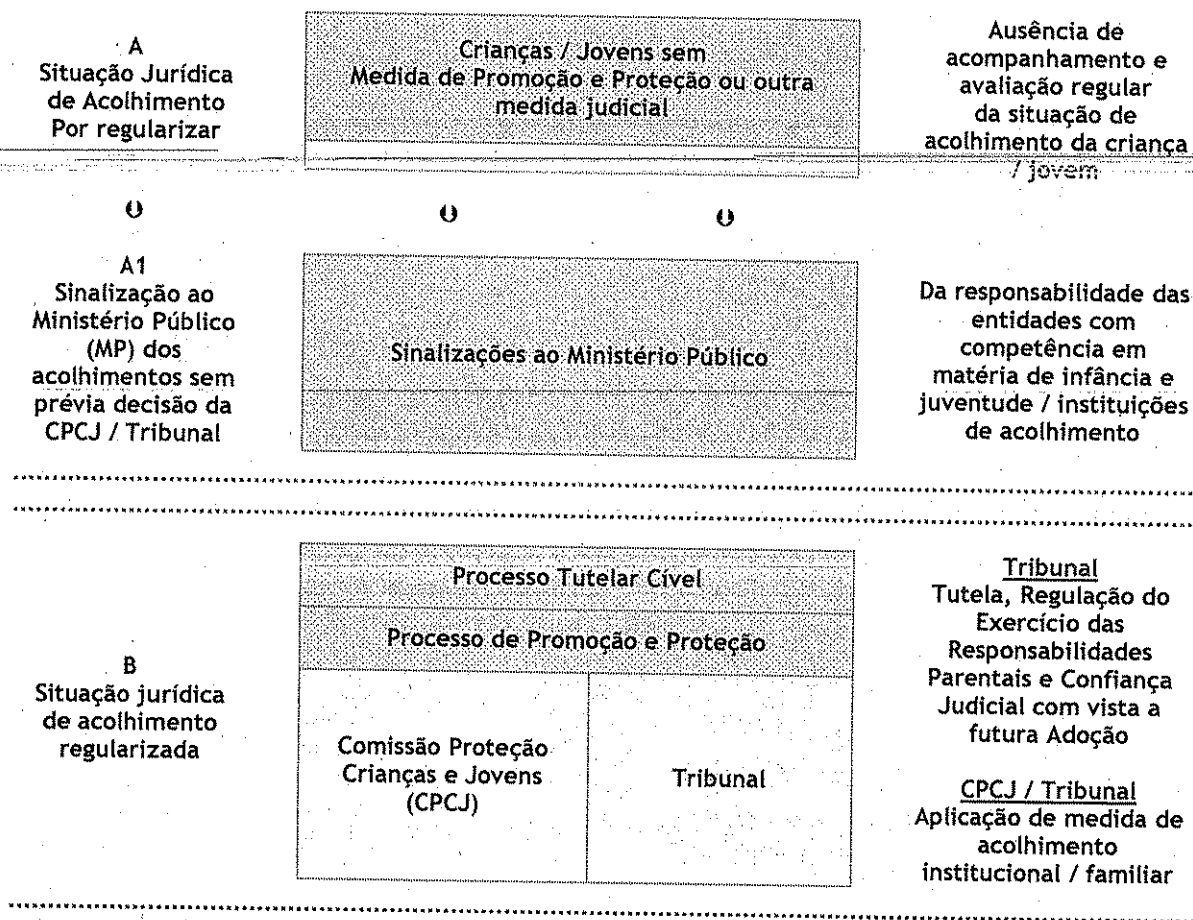 A
Situação Jurídica
de Acolhimento
Por regularizar
Crianças / Jovens sem
Medida de Promoção e Proteção ou outra
medida judicial
Ausência de
acompanhamento e
avaliação regular
da situação de
acolhimento da criança
/ jovem
A1
Sinalização ao
Ministério Público
(MP) dos
acolhimentos sem
prévia decisão da
CPCJ / Tribunal
Sinalizações ao Ministério Público
Da responsabilidade das
entidades com
competência em
matéria de infância e
juventude / instituições
de acolhimento
B
Situação jurídica
de acolhimento
regularizada
Processo Tutelar Cível
Processo de Promoção e Proteção
Comissão Proteção
Crianças e Jovens
(CPCJ)
Tribunal
Tribunal
Tutela, Regulação do
Exercício das
Responsabilidades
Parentais e Confiança
Judicial com vista a
futura Adoção
CPCJ / Tribunal
Aplicação de medida de
acolhimento
institucional / familiar